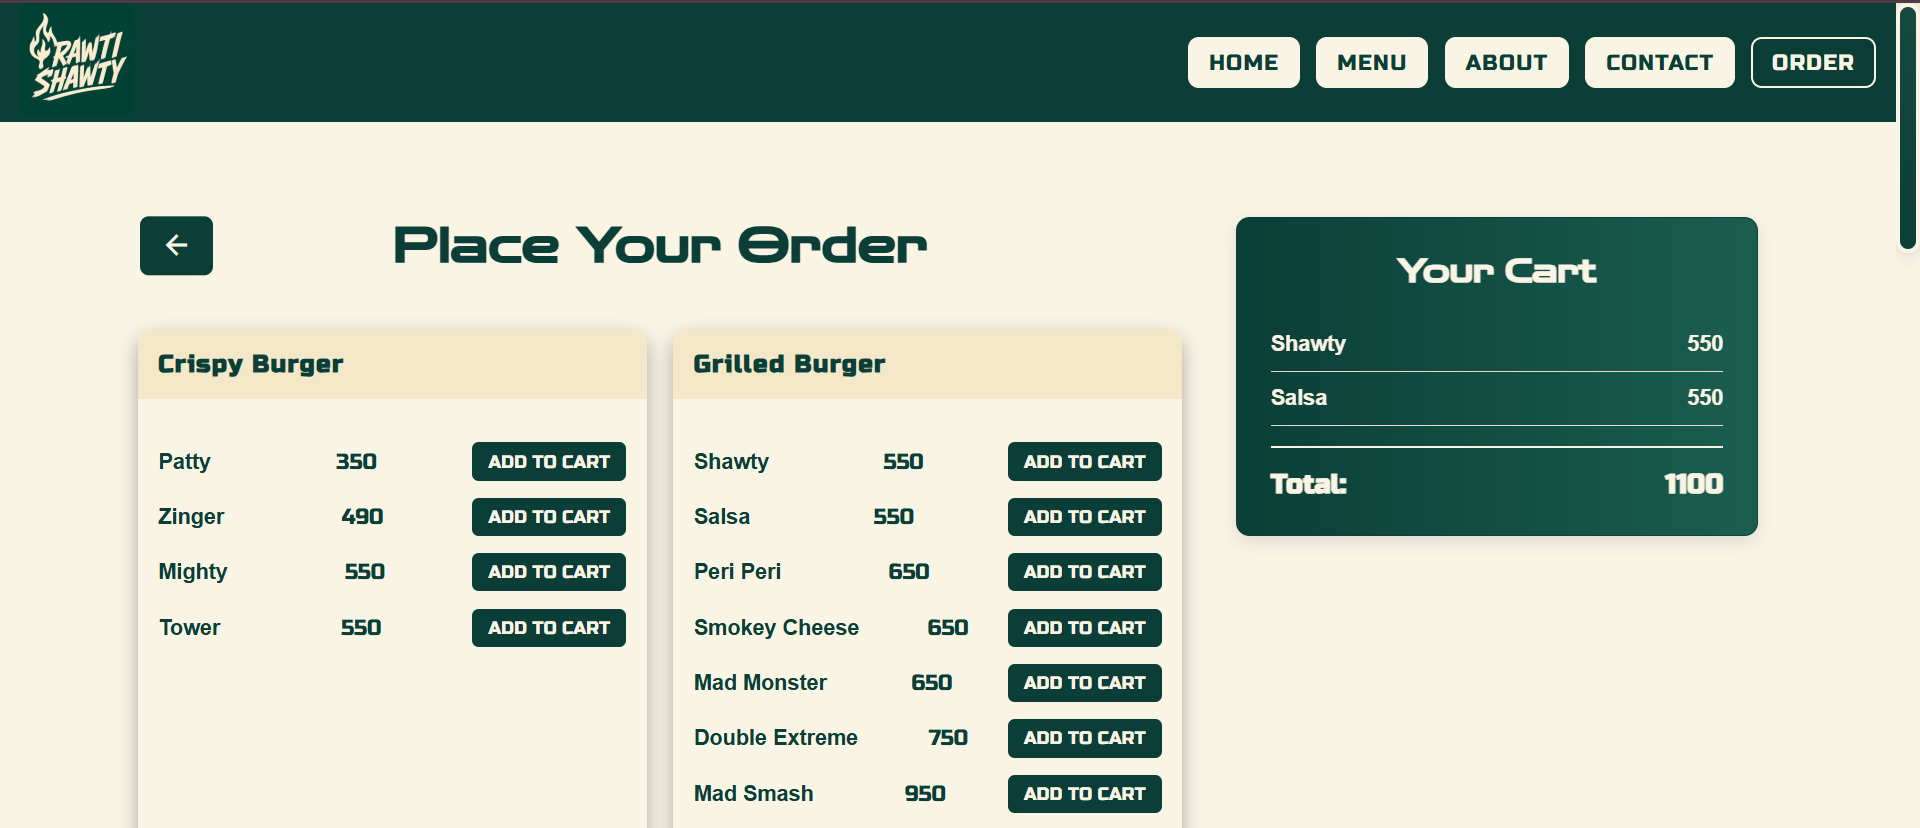 RAWTI
SHAWTY
HOME MENU ABOUT CONTACT ORDER
Place Your Order
Crispy Burger
Patty 350 ADD TO CART
Zinger 490 ADD TO CART
Mighty 550 ADD TO CART
Tower 550 ADD TO CART
Grilled Burger
Shawty 550 ADD TO CART
Salsa 550 ADD TO CART
Peri Peri 650 ADD TO CART
Smokey Cheese 650 ADD TO CART
Mad Monster 650 ADD TO CART
Double Extreme 750 ADD TO CART
Mad Smash 950 ADD TO CART
Your Cart
Shawty 550
Salsa 550
Total: 1100